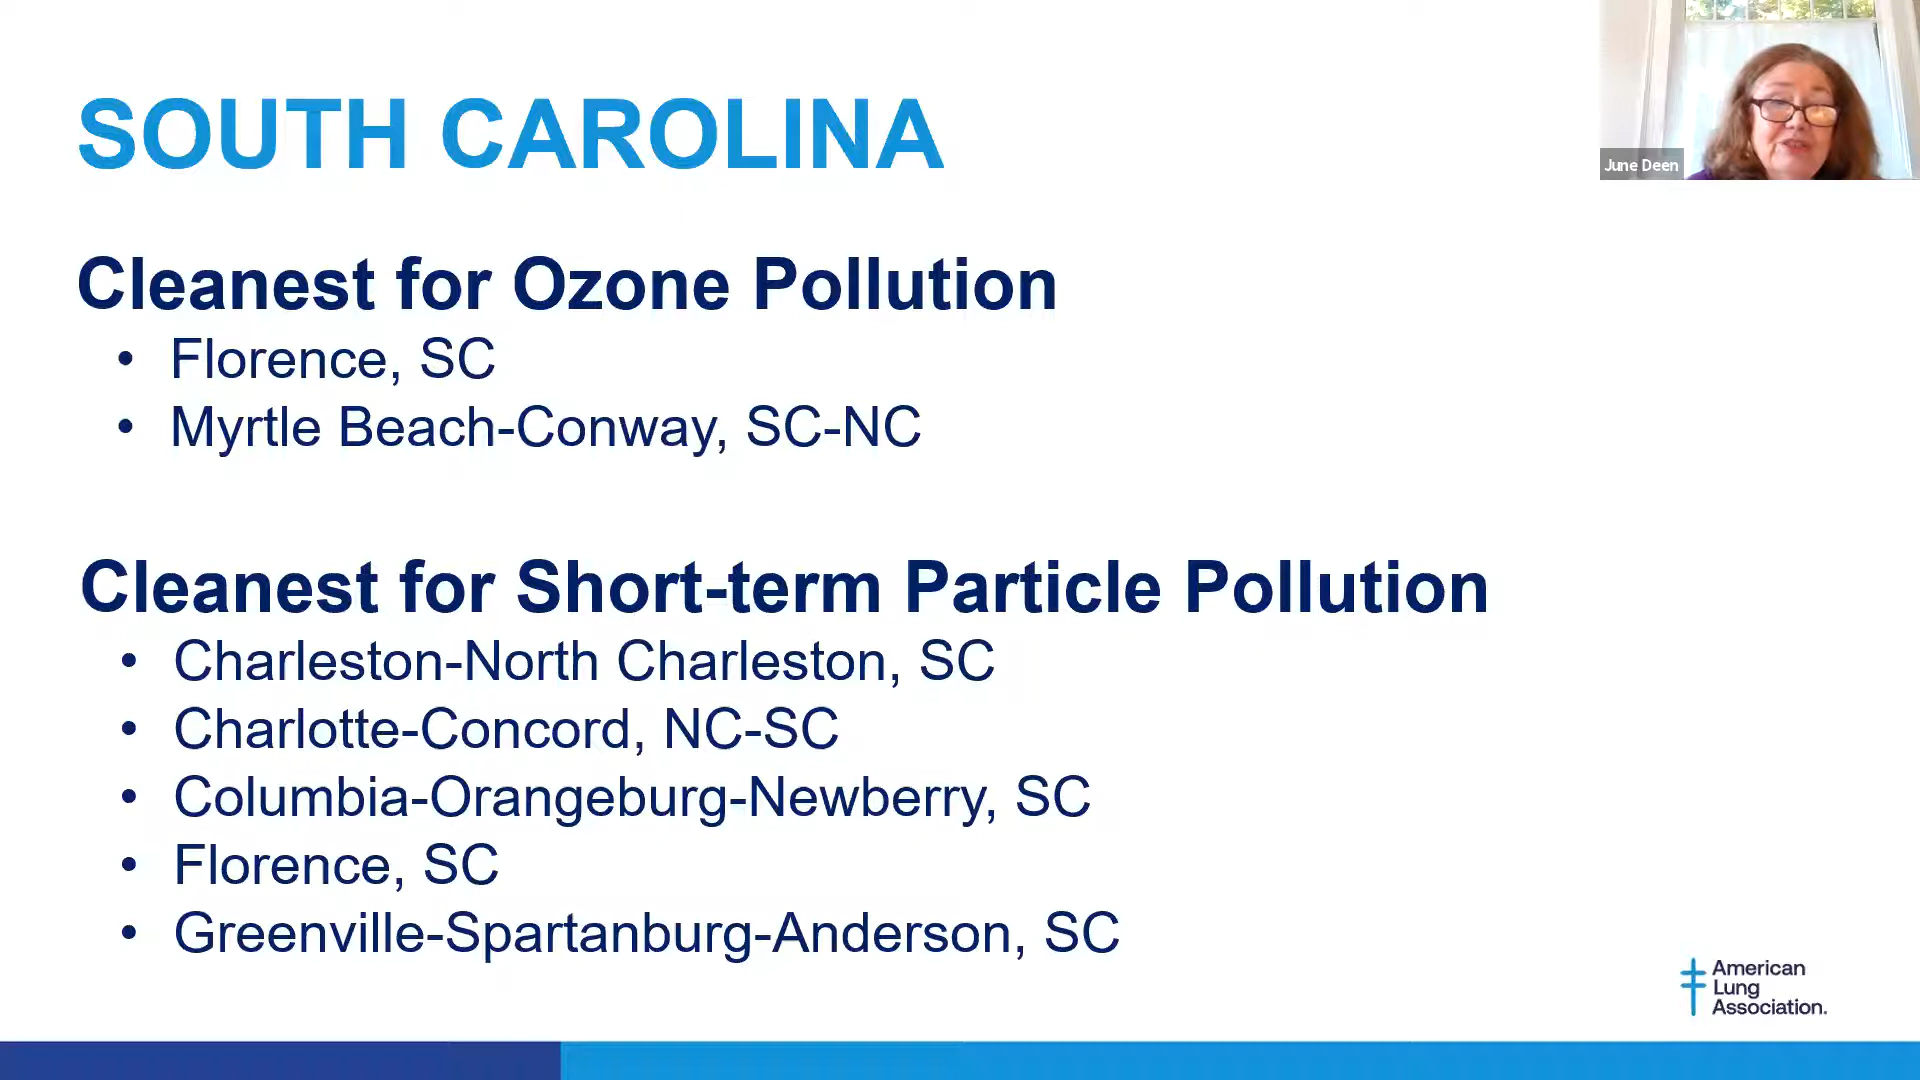 SOUTH CAROLINA
June Deen
Cleanest for Ozone Pollution
• Florence, SC
• Myrtle Beach-Conway, SC-NC
Cleanest for Short-term Particle Pollution
• Charleston-North Charleston, SC
• Charlotte-Concord, NC-SC
• Columbia-Orangeburg-Newberry, SC
• Florence, SC
• Greenville-Spartanburg-Anderson, SC
American
Lung
Association.